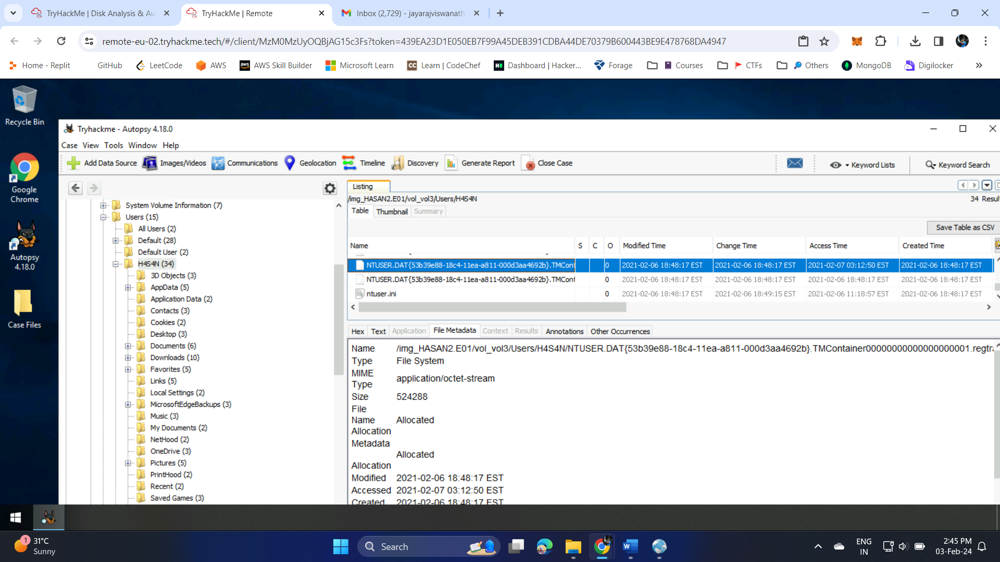 TryHackMe | Disk Analysis & Au
TryHackMe | Remote
Inbox (2,729) - jayarajviswanath
remote-eu-02.tryhackme.tech/#/client/MzM0MzUyOQBjAG15c3Fs?token=439EA23D1E050EB7F99A45DEB391CDBA44DE70379B600443BE9E478768DA4947
Home - Replit GitHub LeetCode AWS AWS Skill Builder Microsoft Learn Learn | CodeChef Dashboard | Hacker... Forage Courses CTFs Others MongoDB Digilocker
Recycle Bin
Google Chrome
Autopsy 4.18.0
Case Files
Tryhackme - Autopsy 4.18.0
Case View Tools Window Help
Add Data Source Images/Videos Communications Geolocation Timeline Discovery Generate Report Close Case Keyword Lists Keyword Search
System Volume Information (7)
Users (15)
All Users (2)
Default (28)
Default User (2)
H4S4N (34)
3D Objects (3)
AppData (5)
Application Data (2)
Contacts (3)
Cookies (2)
Desktop (3)
Documents (6)
Downloads (10)
Favorites (5)
Links (5)
Local Settings (2)
MicrosoftEdgeBackups (3)
Music (3)
My Documents (2)
NetHood (2)
OneDrive (3)
Pictures (5)
PrintHood (2)
Recent (2)
Saved Games (3)
Listing
/img_HASAN2.E01/vol_vol3/Users/H4S4N 34 Result
Table Thumbnail Summary
Save Table as CSV
Name S C O Modified Time Change Time Access Time Created Time
NTUSER.DAT{53b39e88-18c4-11ea-a811-000d3aa4692b}.TMCont 0 2021-02-06 18:48:17 EST 2021-02-06 18:48:17 EST 2021-02-07 03:12:50 EST 2021-02-06 18:48:17 EST
NTUSER.DAT{53b39e88-18c4-11ea-a811-000d3aa4692b}.TMCont 0 2021-02-06 18:48:17 EST 2021-02-06 18:48:17 EST 2021-02-06 18:48:17 EST 2021-02-06 18:48:17 EST
ntuser.ini 0 2021-02-06 18:48:17 EST 2021-02-06 18:49:15 EST 2021-02-06 11:18:57 EST 2021-02-06 18:48:17 EST
Hex Text Application File Metadata Context Results Annotations Other Occurrences
Name /img_HASAN2.E01/vol_vol3/Users/H4S4N/NTUSER.DAT{53b39e88-18c4-11ea-a811-000d3aa4692b}.TMContainer00000000000000000001.regtra
Type File System
MIME Type application/octet-stream
Size 524288
File Name Allocation Allocated
Metadata Allocation Allocated
Modified 2021-02-06 18:48:17 EST
Accessed 2021-02-07 03:12:50 EST
Created 2021-02-06 18:48:17 EST
1
31°C
Sunny
Search
aws
W
ENG
IN
2:45 PM
03-Feb-24